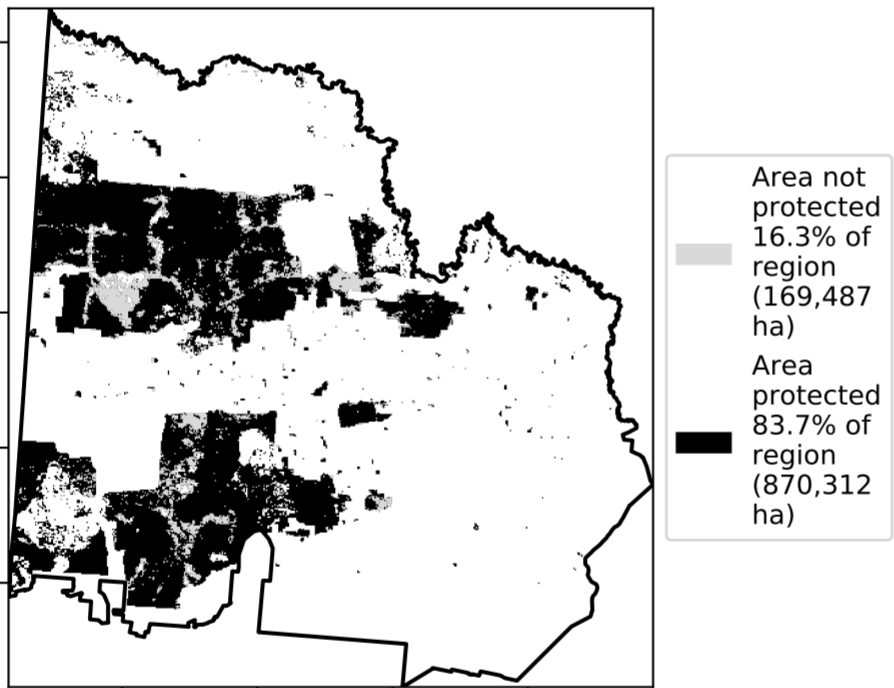 Area not
protected
16.3% of
region
(169,487
ha)
Area
protected
83.7% of
region
(870,312
ha)